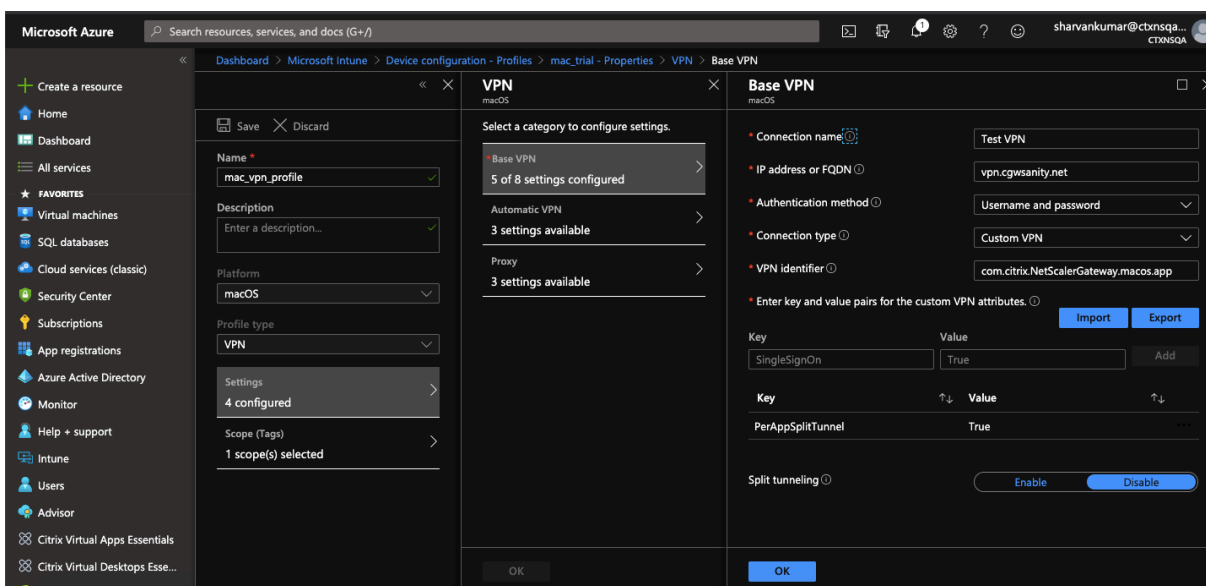 Microsoft Azure
Search resources, services, and docs (G+/)
1
sharvankumar@ctxnsqa...
CTXNSQA
Dashboard > Microsoft Intune > Device configuration - Profiles > mac_trial - Properties > VPN > Base VPN
Create a resource
Home
Dashboard
All services
FAVORITES
Virtual machines
SQL databases
Cloud services (classic)
Security Center
Subscriptions
App registrations
Azure Active Directory
Monitor
Help + support
Intune
Users
Advisor
Citrix Virtual Apps Essentials
Citrix Virtual Desktops Esse...
Save Discard
Name *
mac_vpn_profile
Description
Enter a description...
Platform
macOS
Profile type
VPN
Settings
4 configured
Scope (Tags)
1 scope(s) selected
VPN
macOS
Select a category to configure settings.
* Base VPN
5 of 8 settings configured
Automatic VPN
3 settings available
Proxy
3 settings available
OK
Base VPN
macOS
* Connection name Test VPN
* IP address or FQDN vpn.cgwsanity.net
* Authentication method Username and password
* Connection type Custom VPN
* VPN identifier com.citrix.NetScalerGateway.macos.app
* Enter key and value pairs for the custom VPN attributes.
Import Export
Key Value
SingleSignOn True Add
Key Value
PerAppSplitTunnel True ...
Split tunneling Enable Disable
OK